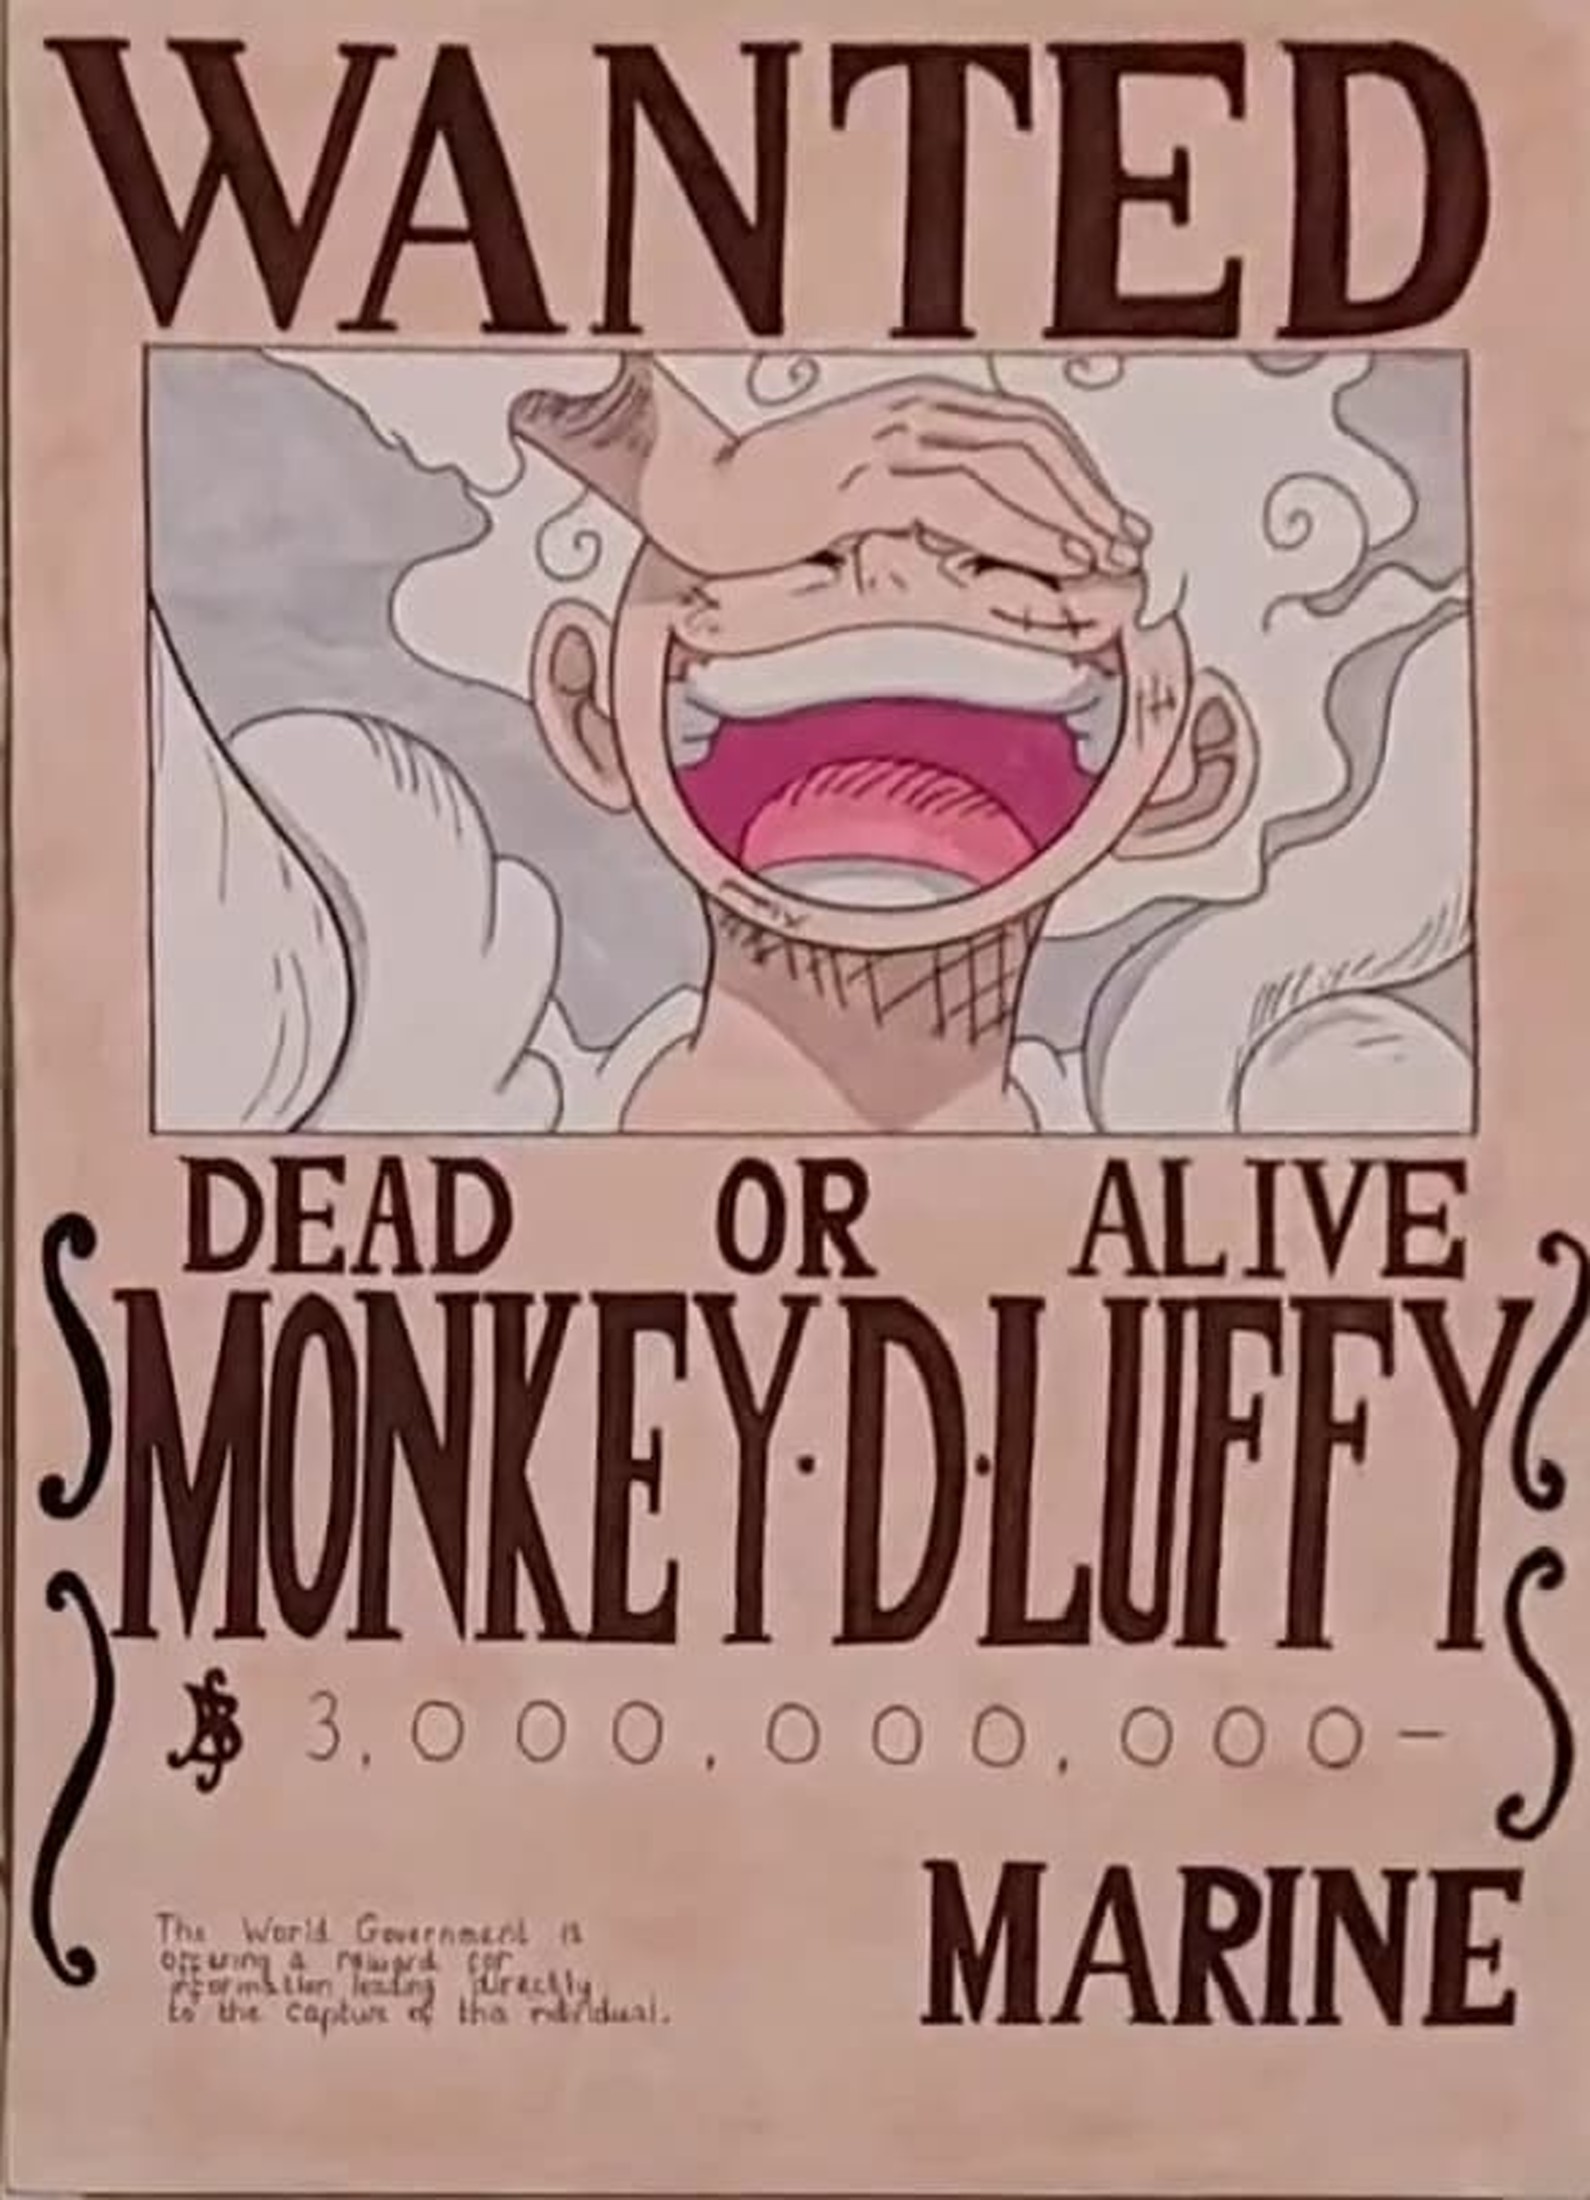 WANTED
DEAD OR ALIVE
MONKEY·D·LUFFY
฿ 3,000,000,000-
MARINE
The World Government is
offering a reward for
information leading directly
to the capture of the individual.